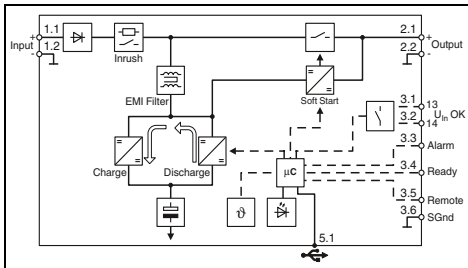 + 1.1
Input
- 1.2
Inrush
2.1 +
Output
2.2 -
EMI Filter
Soft Start
3.1 13
U_In OK
3.2 14
3.3 Alarm
Charge
Discharge
µC
3.4 Ready
3.5 Remote
ϑ
3.6 SGnd
5.1